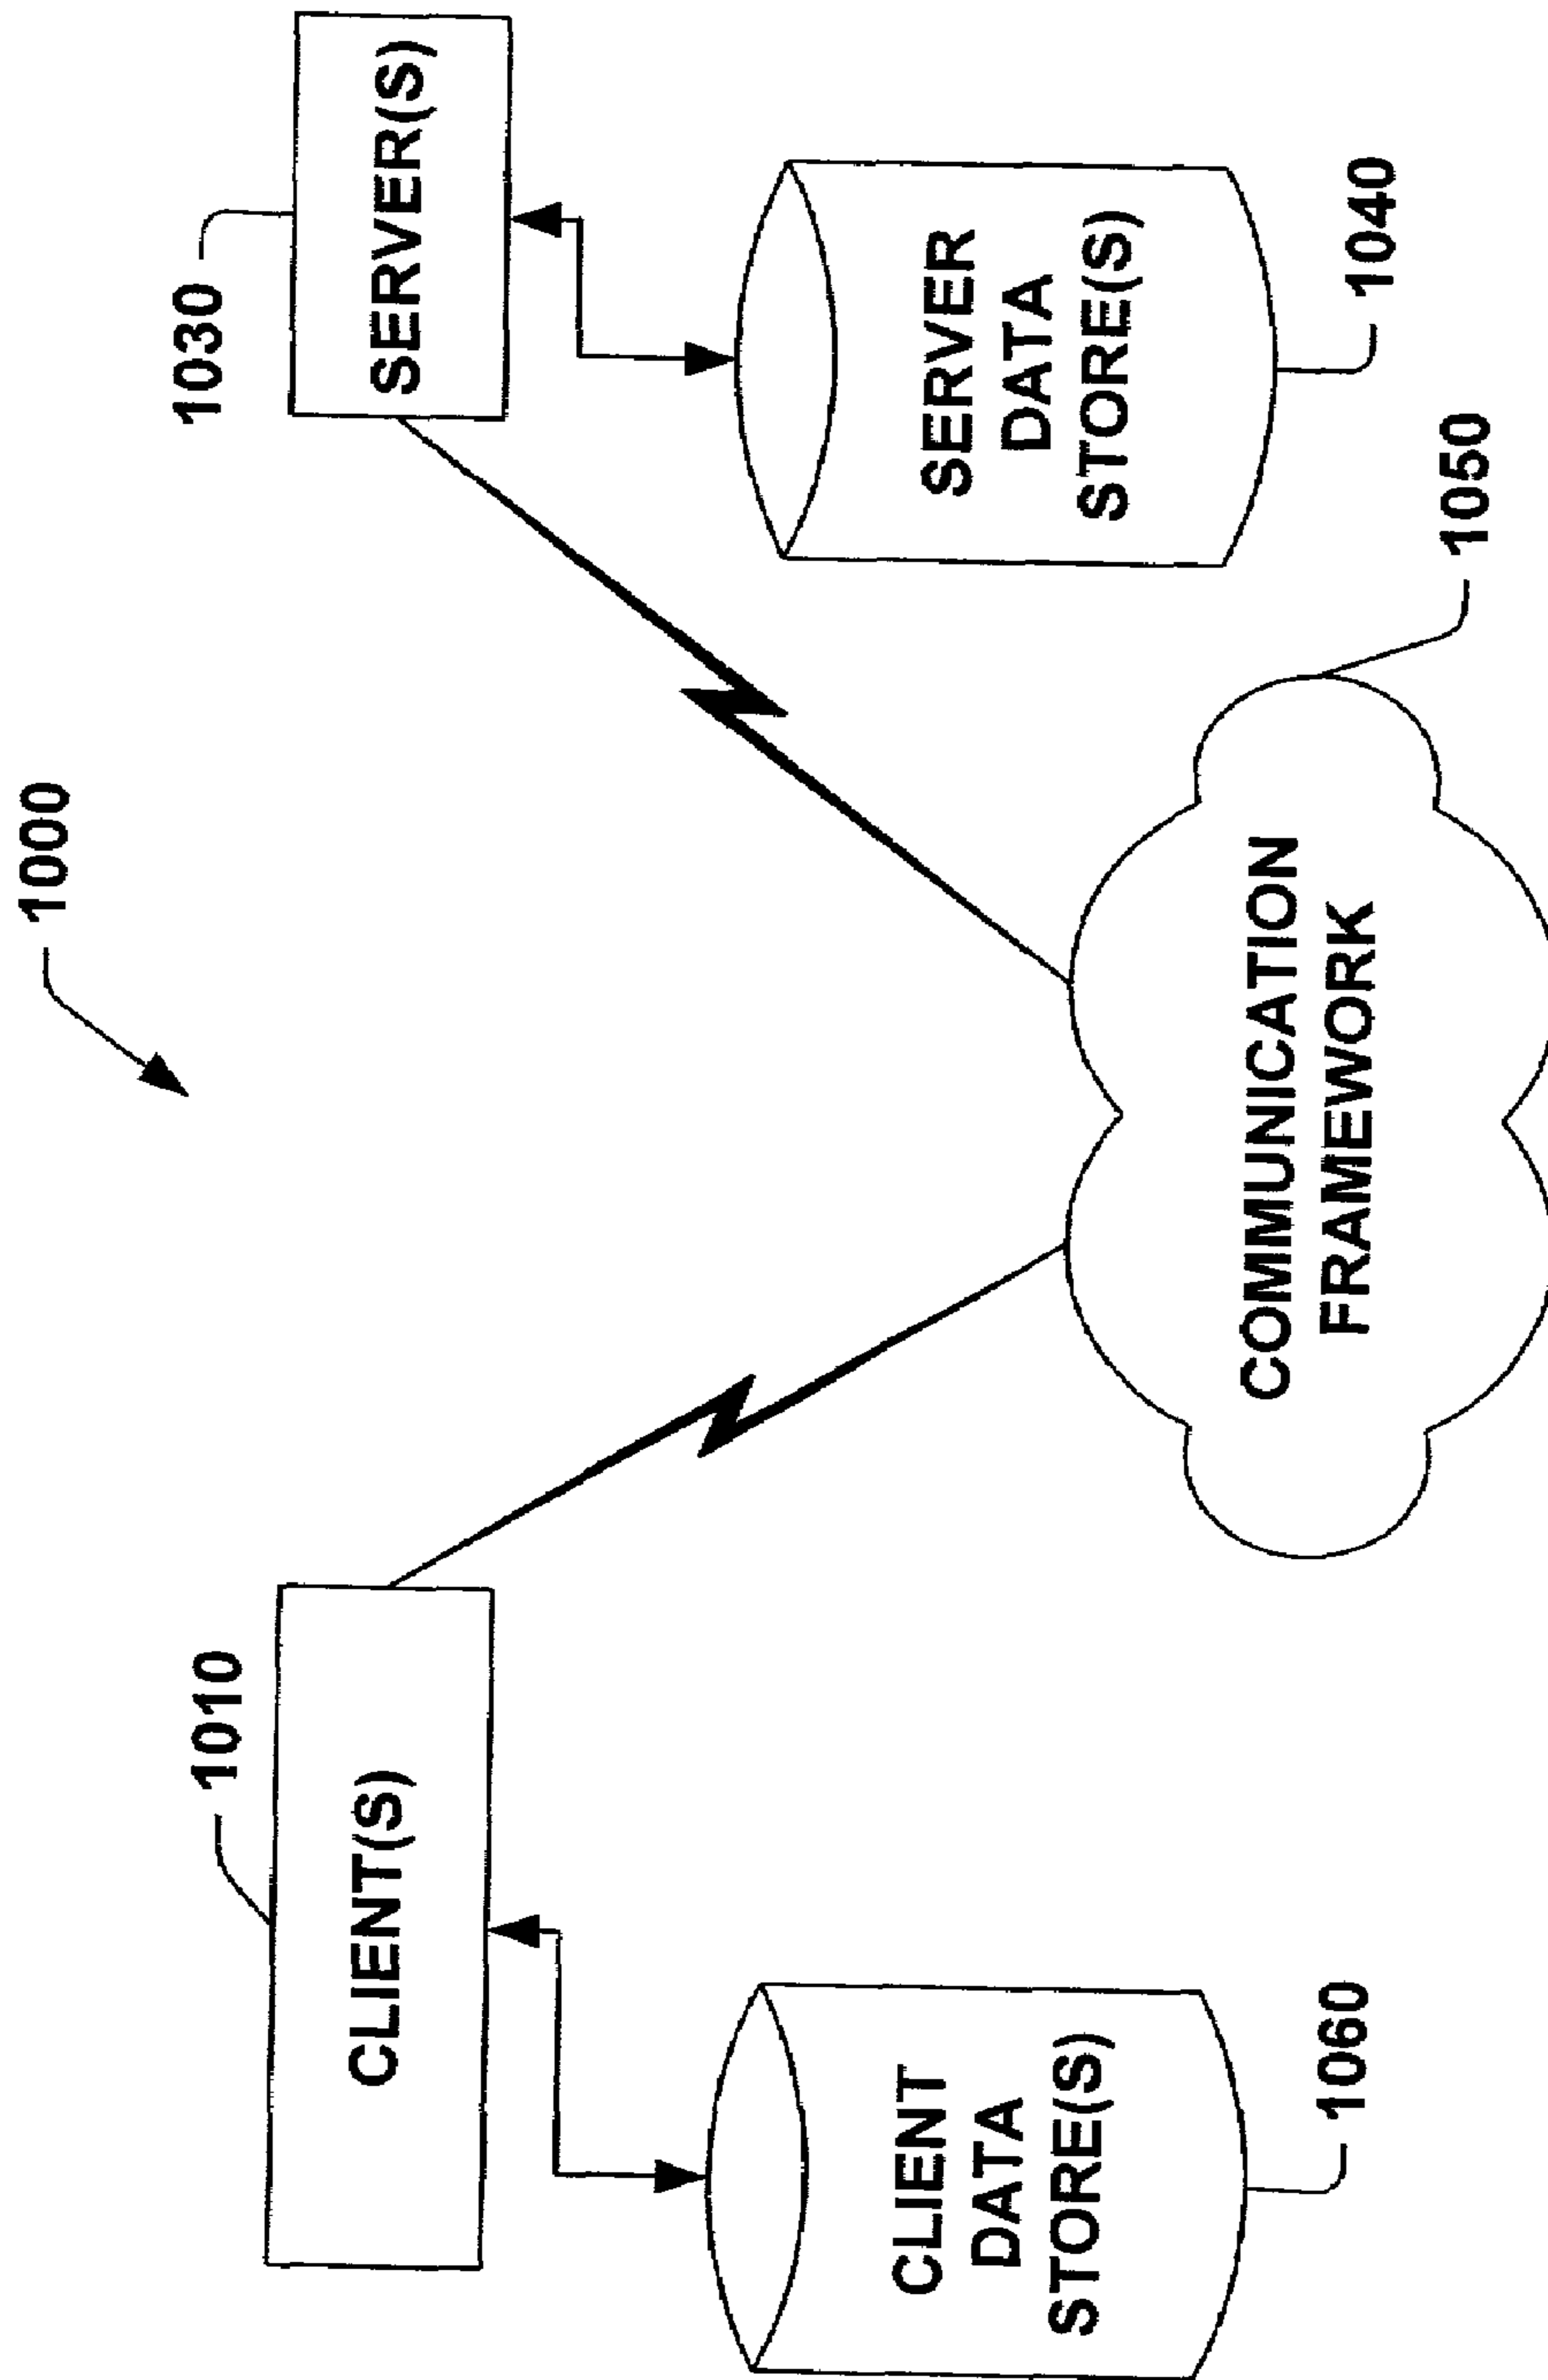 1000
1010
1030
CLIENT(S)
SERVER(S)
CLIENT
DATA
STORE(S)
SERVER
DATA
STORE(S)
COMMUNICATION
FRAMEWORK
1060
1040
1050